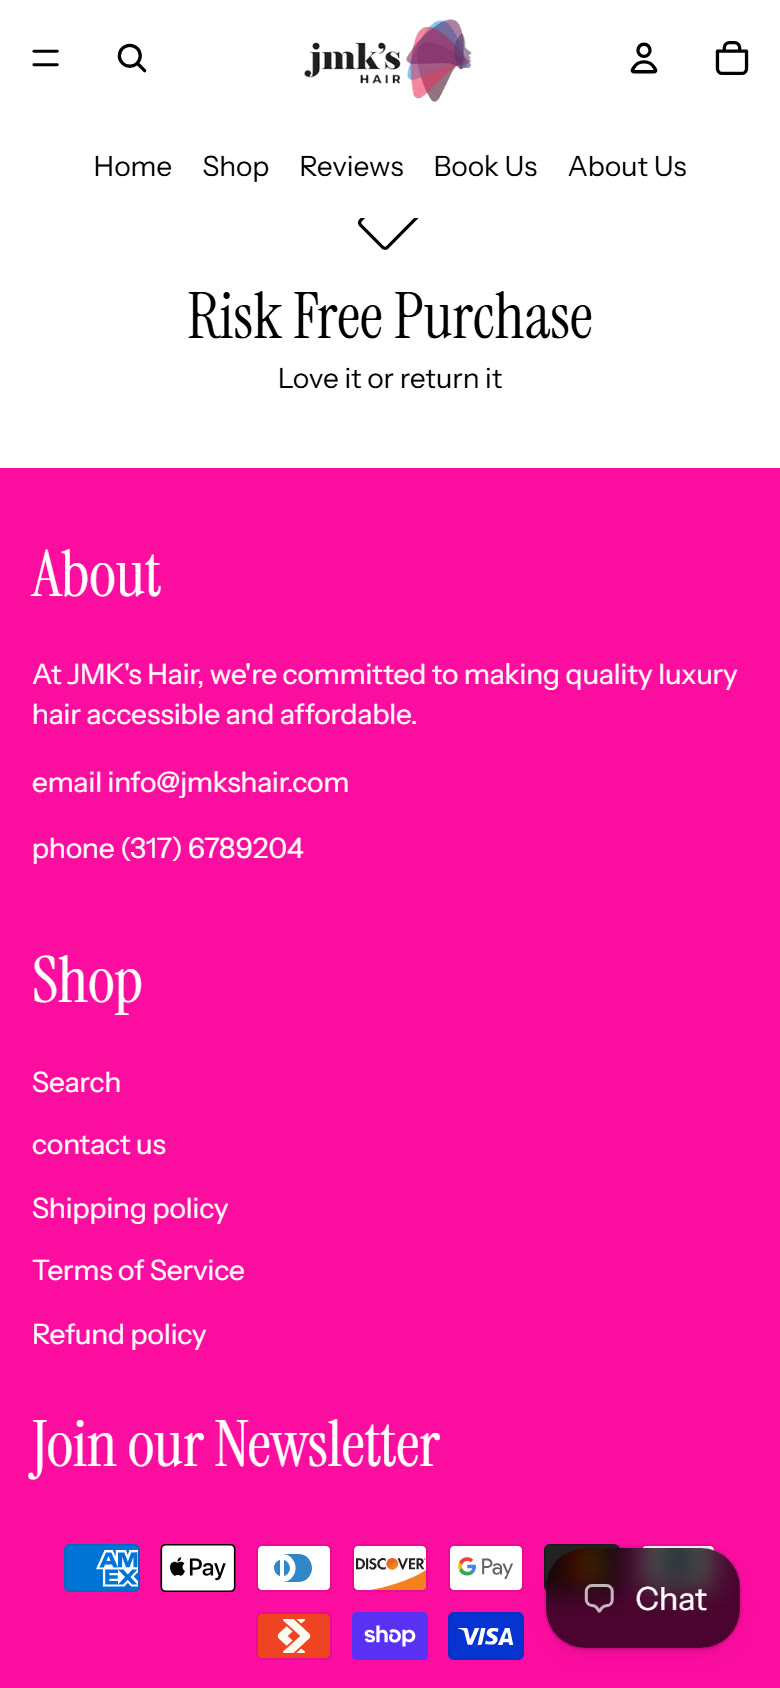 jmk's
HAIR
Home Shop Reviews Book Us About Us
Risk Free Purchase
Love it or return it
About
At JMK's Hair, we're committed to making quality luxury
hair accessible and affordable.
email info@jmkshair.com
phone (317) 6789204
Shop
Search
contact us
Shipping policy
Terms of Service
Refund policy
Join our Newsletter
AM EX Pay DISCOVER G Pay
shop VISA
Chat